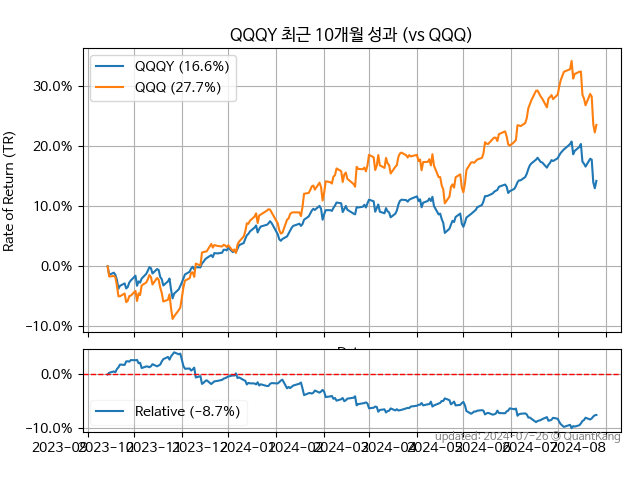 QQQY 최근 10개월 성과 (vs QQQ)
QQQY (16.6%)
QQQ (27.7%)
Rate of Return (TR)
30.0%
20.0%
10.0%
0.0%
−10.0%
0.0%
−10.0%
Relative (−8.7%)
2023-09 2023-10 2023-11 2023-12 2024-01 2024-02 2024-03 2024-04 2024-05 2024-06 2024-07 2024-08
updated: 2024-07-26 © QuantKang